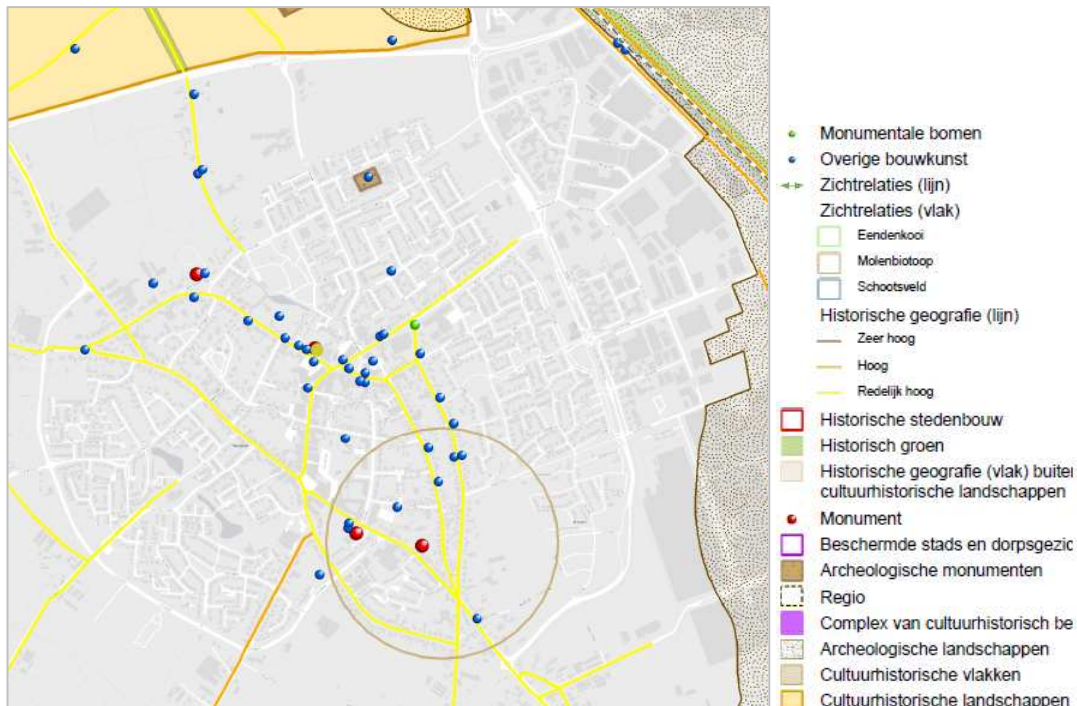 Monumentale bomen
Overige bouwkunst
Zichtrelaties (lijn)
Zichtrelaties (vlak)
Eendenkooi
Molenbiotoop
Schootsveld
Historische geografie (lijn)
Zeer hoog
Hoog
Redelijk hoog
Historische stedenbouw
Historisch groen
Historische geografie (vlak) buiter
cultuurhistorische landschappen
Monument
Beschermde stads en dorpsgezic
Archeologische monumenten
Regio
Complex van cultuurhistorisch be
Archeologische landschappen
Cultuurhistorische vlakken
Cultuurhistorische landschappen